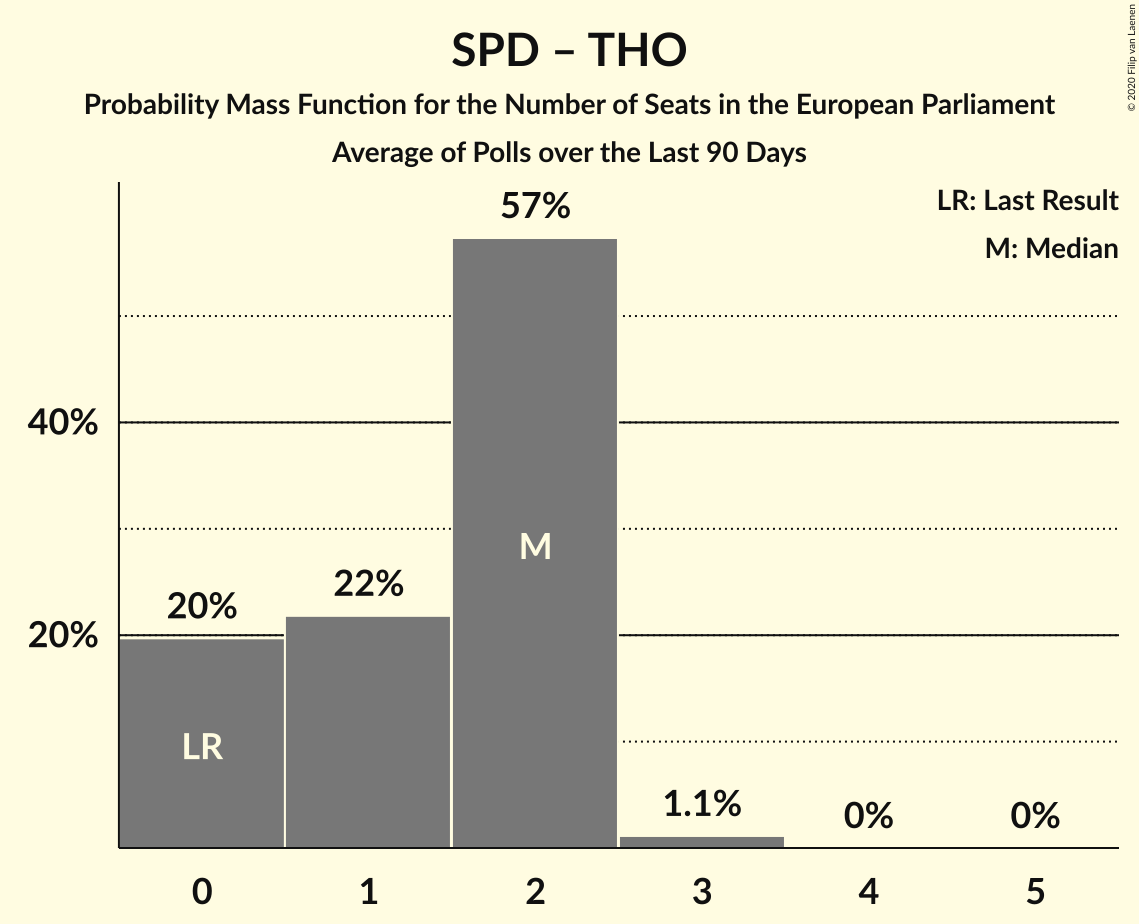 SPD – THO
Probability Mass Function for the Number of Seats in the European Parliament
Average of Polls over the Last 90 Days
© 2020 Filip van Laenen
LR: Last Result
M: Median
57%
40%
M
22%
20%
20%
LR
1.1%
0%
0%
0 1 2 3 4 5